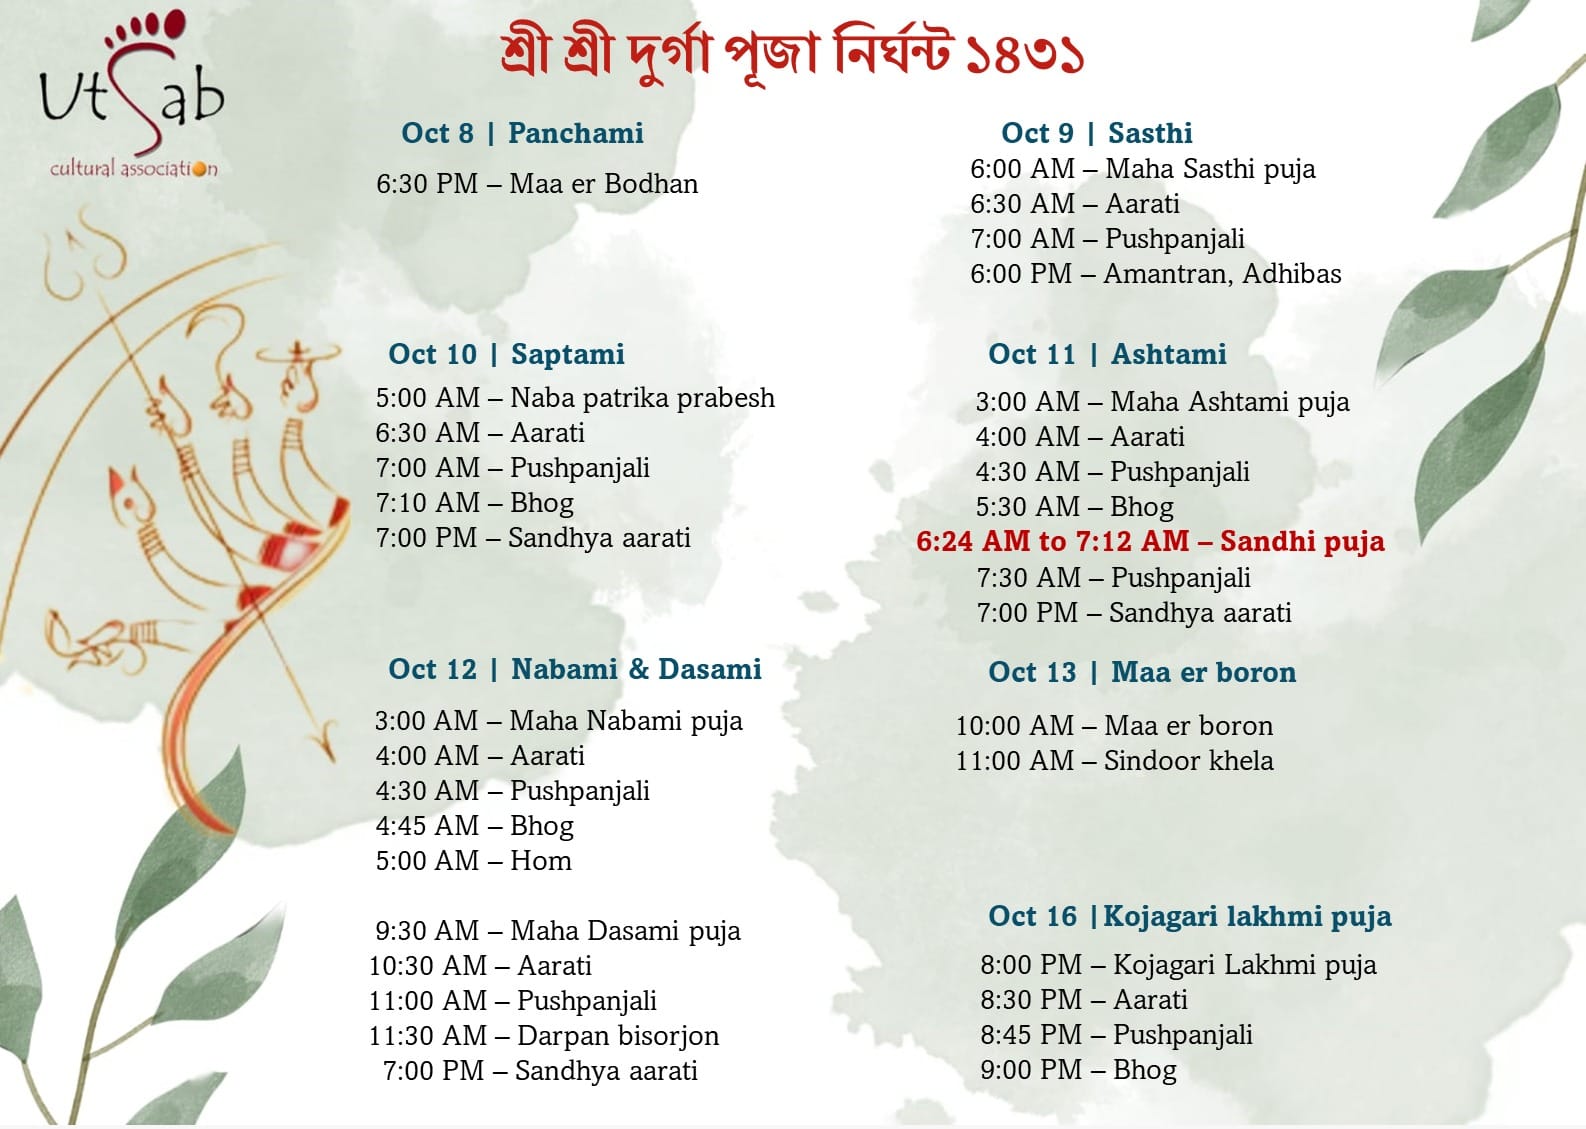 UtSab
cultural association
শ্রী শ্রী দুর্গা পূজা নির্ঘন্ট ১৪৩১
Oct 8 | Panchami
6:30 PM – Maa er Bodhan
Oct 9 | Sasthi
6:00 AM – Maha Sasthi puja
6:30 AM – Aarati
7:00 AM – Pushpanjali
6:00 PM – Amantran, Adhibas
Oct 10 | Saptami
5:00 AM – Naba patrika prabesh
6:30 AM – Aarati
7:00 AM – Pushpanjali
7:10 AM – Bhog
7:00 PM – Sandhya aarati
Oct 11 | Ashtami
3:00 AM – Maha Ashtami puja
4:00 AM – Aarati
4:30 AM – Pushpanjali
5:30 AM – Bhog
6:24 AM to 7:12 AM – Sandhi puja
7:30 AM – Pushpanjali
7:00 PM – Sandhya aarati
Oct 12 | Nabami & Dasami
3:00 AM – Maha Nabami puja
4:00 AM – Aarati
4:30 AM – Pushpanjali
4:45 AM – Bhog
5:00 AM – Hom
9:30 AM – Maha Dasami puja
10:30 AM – Aarati
11:00 AM – Pushpanjali
11:30 AM – Darpan bisorjon
7:00 PM – Sandhya aarati
Oct 13 | Maa er boron
10:00 AM – Maa er boron
11:00 AM – Sindoor khela
Oct 16 |Kojagari lakhmi puja
8:00 PM – Kojagari Lakhmi puja
8:30 PM – Aarati
8:45 PM – Pushpanjali
9:00 PM – Bhog